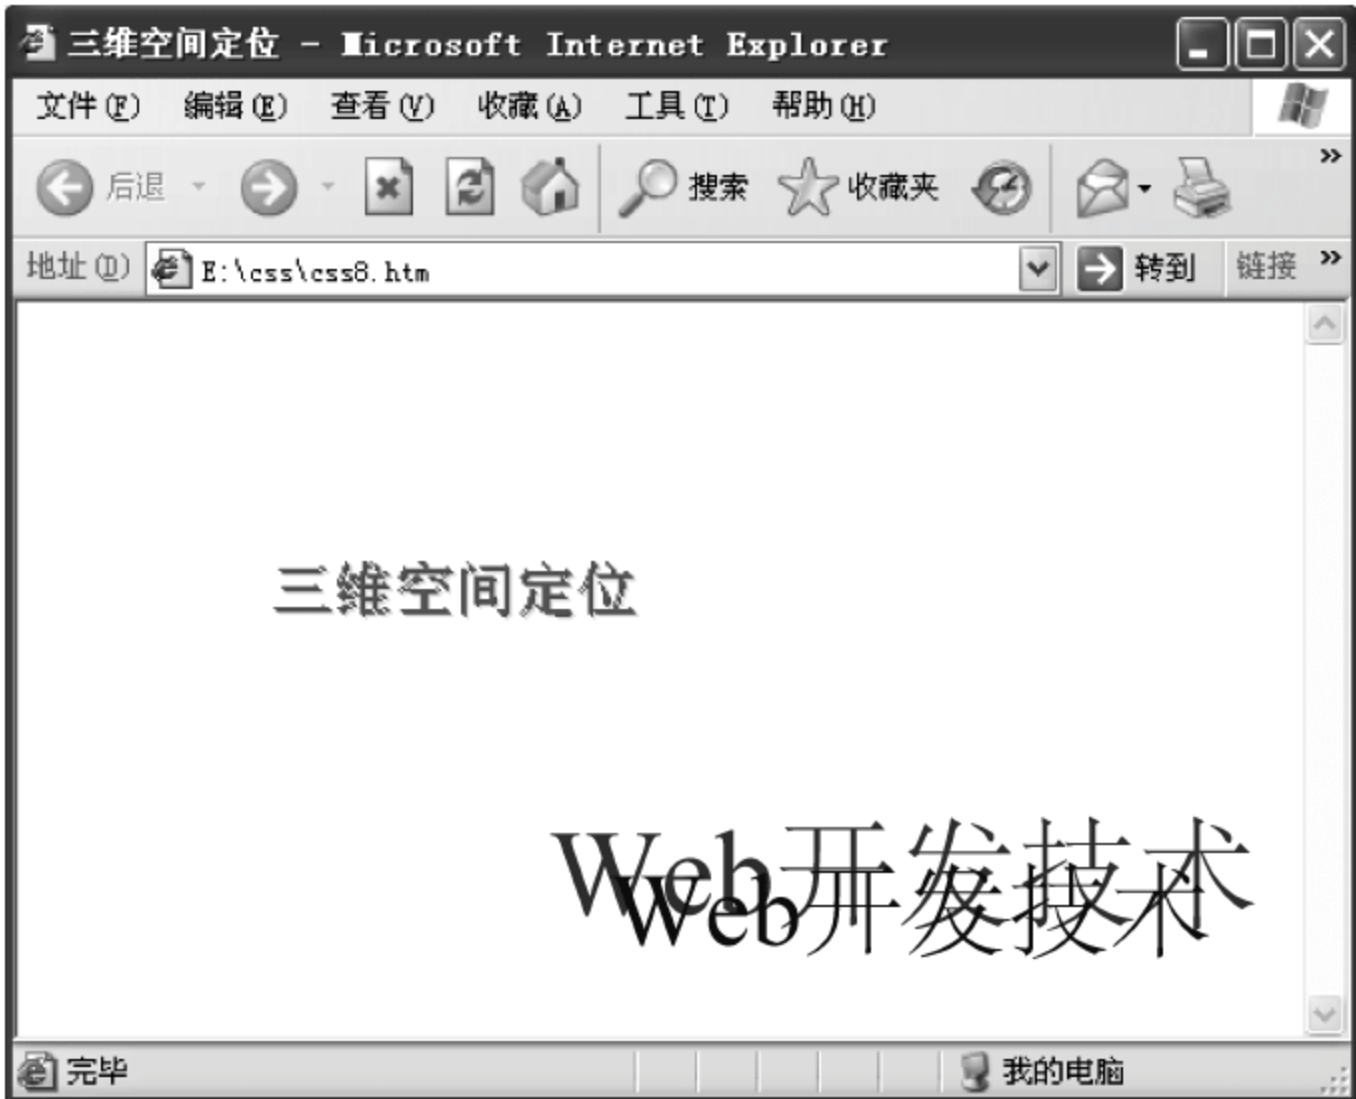 三维空间定位 - Microsoft Internet Explorer
文件(F) 编辑(E) 查看(V) 收藏(A) 工具(T) 帮助(H)
后退 搜索 收藏夹 »
地址(D) E:\css\css8.htm 转到 链接 »
三维空间定位
Web开发技术
Web开发技术
完毕 我的电脑